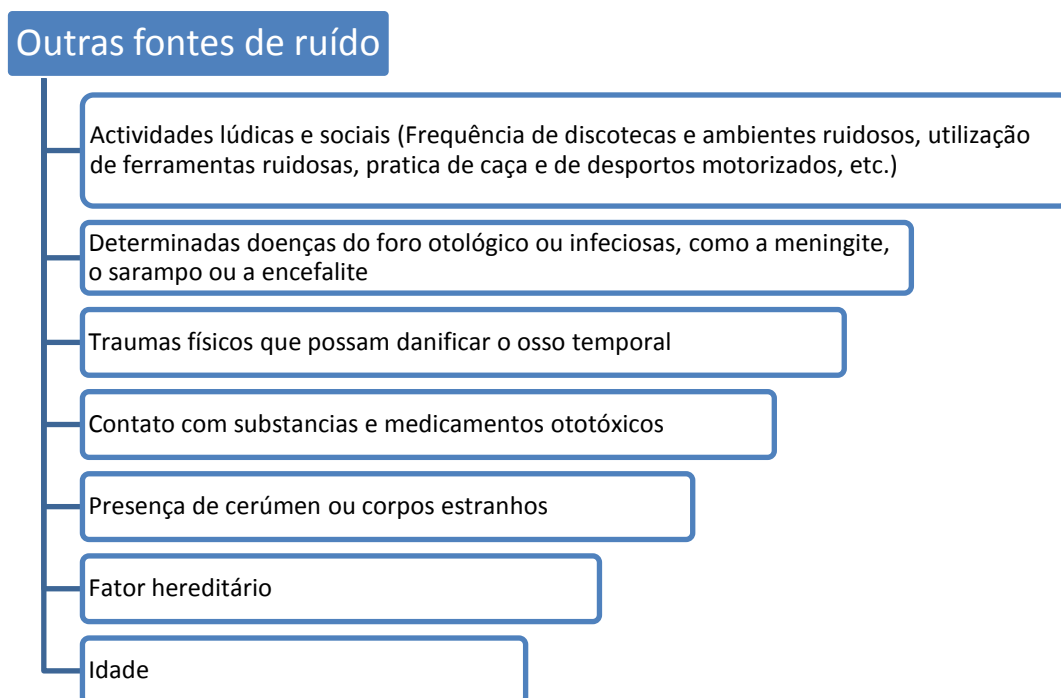 Outras fontes de ruído
Actividades lúdicas e sociais (Frequência de discotecas e ambientes ruidosos, utilização
de ferramentas ruidosas, pratica de caça e de desportos motorizados, etc.)
Determinadas doenças do foro otológico ou infeciosas, como a meningite,
o sarampo ou a encefalite
Traumas físicos que possam danificar o osso temporal
Contato com substancias e medicamentos ototóxicos
Presença de cerúmen ou corpos estranhos
Fator hereditário
Idade